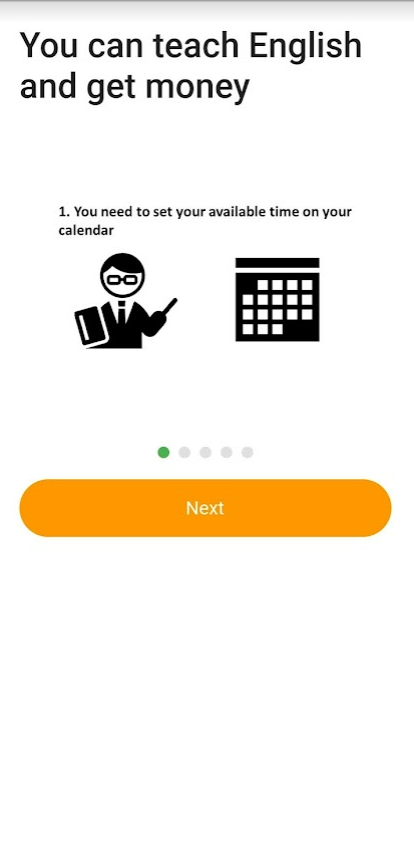 You can teach English
and get money
1. You need to set your available time on your
calendar
Next